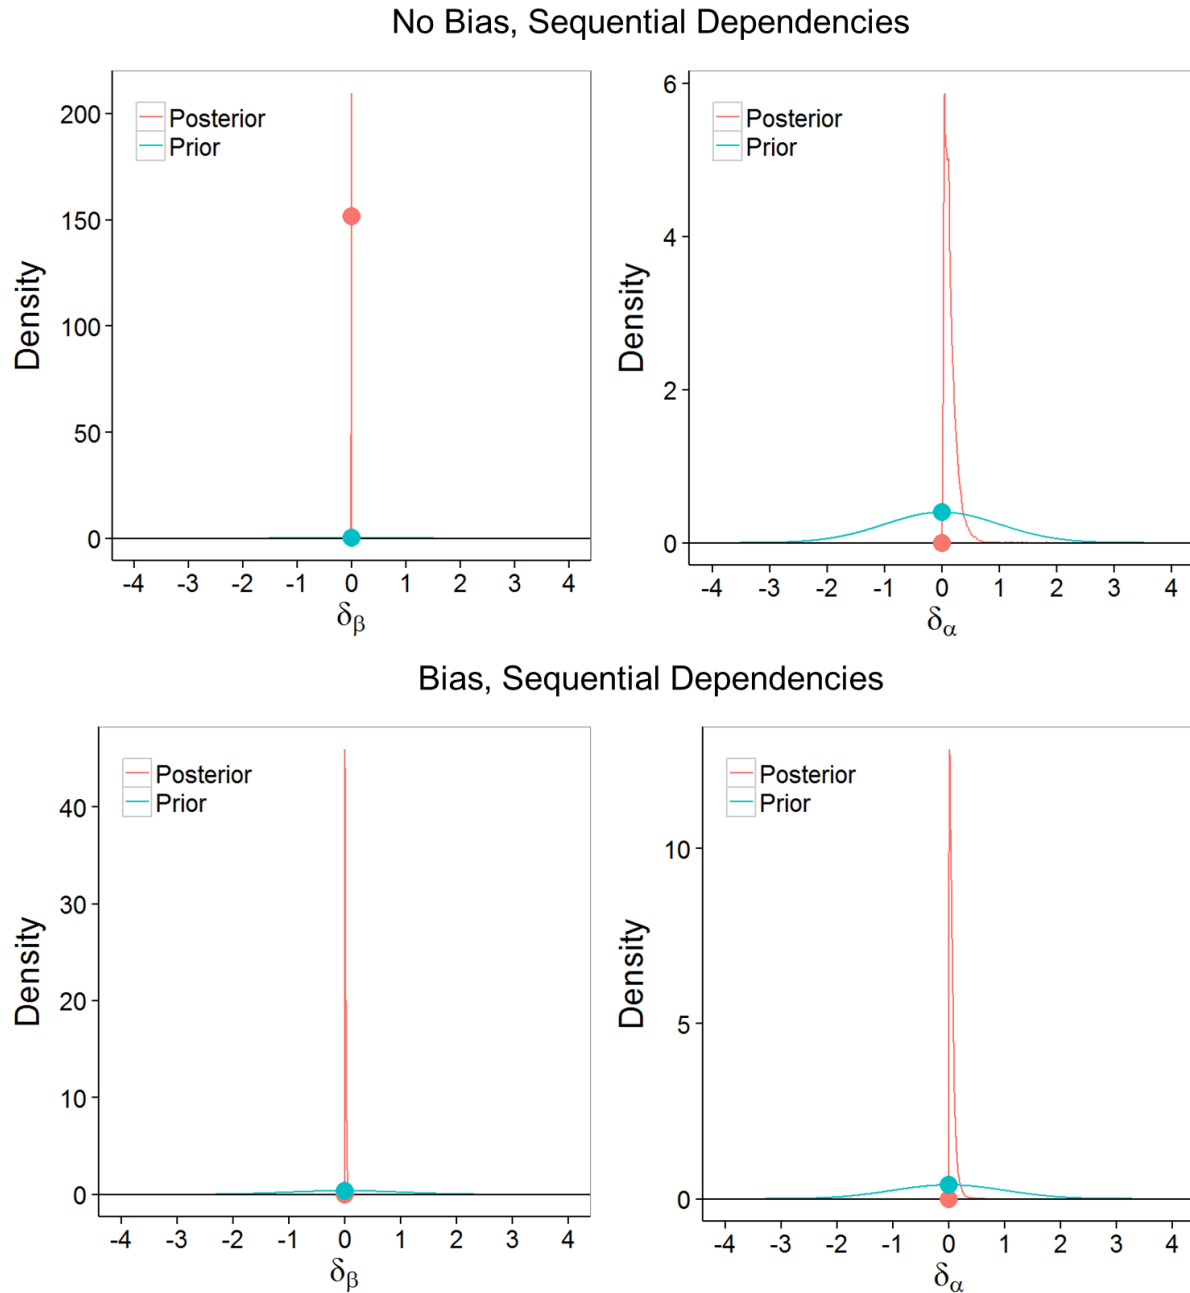 No Bias, Sequential Dependencies
Posterior
Prior
Density
200
150
100
50
0
-4 -3 -2 -1 0 1 2 3 4
δβ
Posterior
Prior
Density
6
4
2
0
-4 -3 -2 -1 0 1 2 3 4
δα
Bias, Sequential Dependencies
Posterior
Prior
Density
40
30
20
10
0
-4 -3 -2 -1 0 1 2 3 4
δβ
Posterior
Prior
Density
10
5
0
-4 -3 -2 -1 0 1 2 3 4
δα